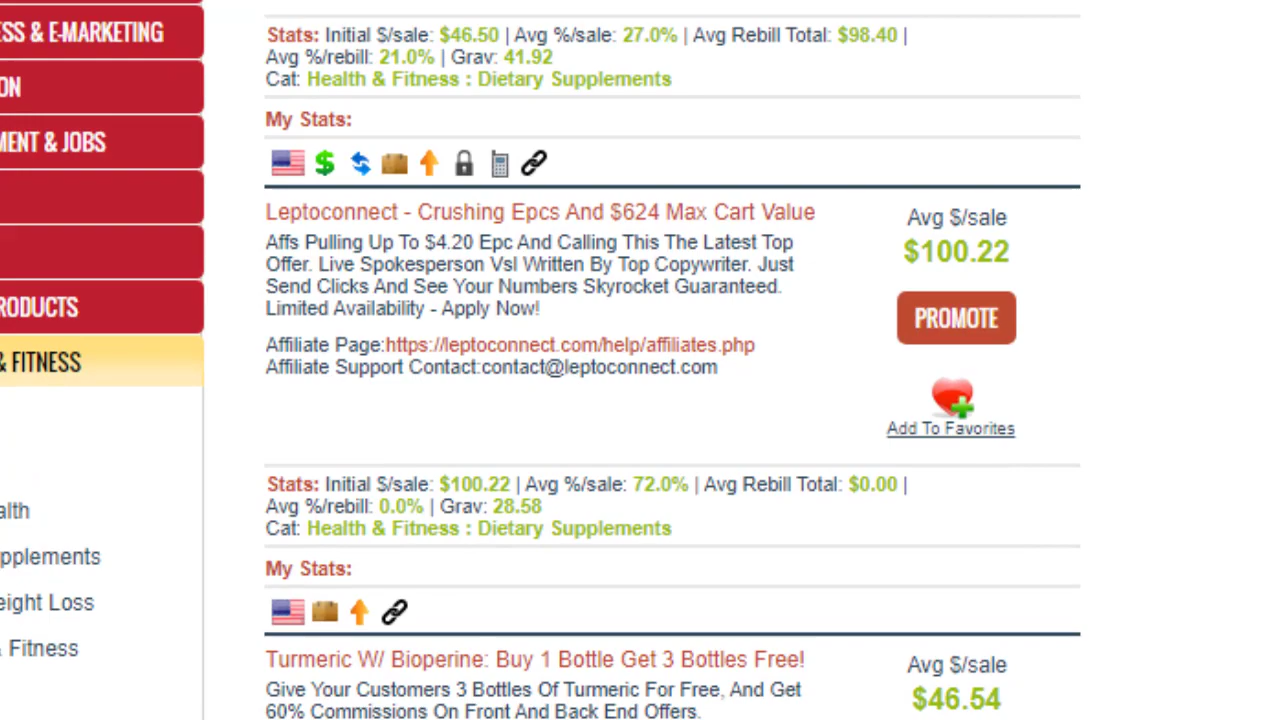 ESS & E-MARKETING
ON
MENT & JOBS
RODUCTS
& FITNESS
alth
pplements
eight Loss
& Fitness
Stats: Initial $/sale: $46.50 | Avg %/sale: 27.0% | Avg Rebill Total: $98.40 |
Avg %/rebill: 21.0% | Grav: 41.92
Cat: Health & Fitness : Dietary Supplements
My Stats:
Leptoconnect - Crushing Epcs And $624 Max Cart Value
Affs Pulling Up To $4.20 Epc And Calling This The Latest Top
Offer. Live Spokesperson Vsl Written By Top Copywriter. Just
Send Clicks And See Your Numbers Skyrocket Guaranteed.
Limited Availability - Apply Now!
Affiliate Page:https://leptoconnect.com/help/affiliates.php
Affiliate Support Contact:contact@leptoconnect.com
Avg $/sale
$100.22
PROMOTE
Add To Favorites
Stats: Initial $/sale: $100.22 | Avg %/sale: 72.0% | Avg Rebill Total: $0.00 |
Avg %/rebill: 0.0% | Grav: 28.58
Cat: Health & Fitness : Dietary Supplements
My Stats:
Turmeric W/ Bioperine: Buy 1 Bottle Get 3 Bottles Free!
Give Your Customers 3 Bottles Of Turmeric For Free, And Get
60% Commissions On Front And Back End Offers.
Avg $/sale
$46.54